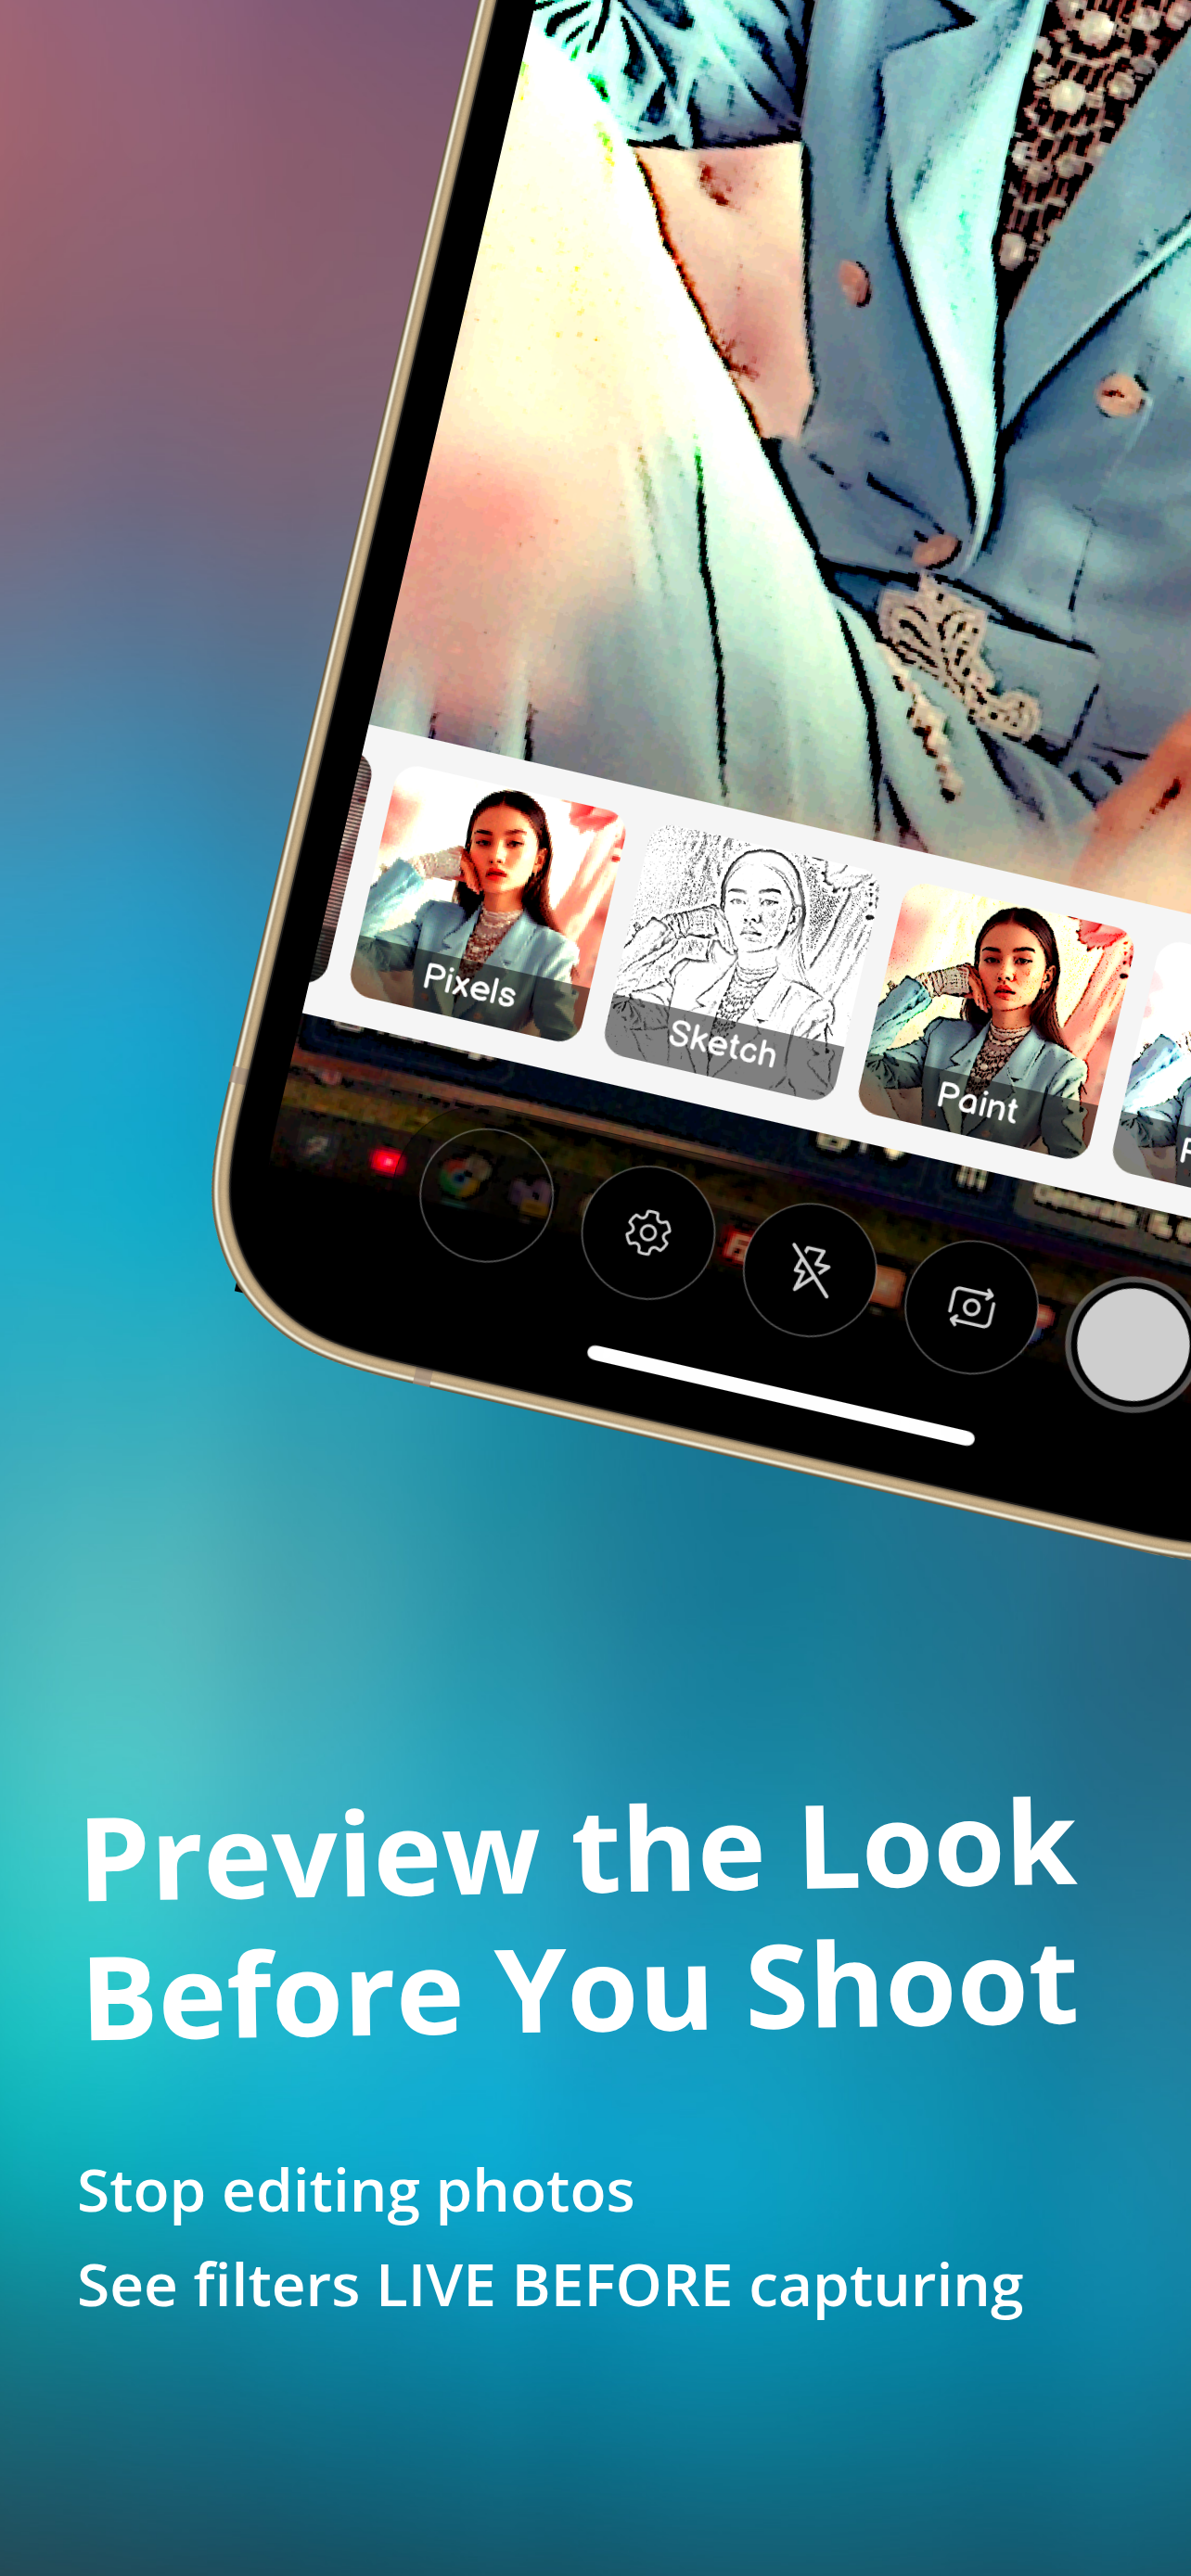 Pixels
Sketch
Paint
Preview the Look
Before You Shoot
Stop editing photos
See filters LIVE BEFORE capturing